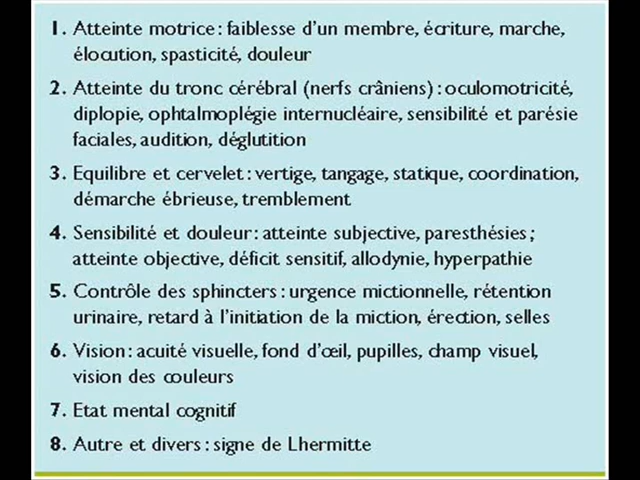 1. Atteinte motrice : faiblesse d'un membre, écriture, marche,
élocution, spasticité, douleur
2. Atteinte du tronc cérébral (nerfs crâniens) : oculomotricité,
diplopie, ophtalmoplégie internucléaire, sensibilité et parésie
faciales, audition, déglutition
3. Equilibre et cervelet : vertige, tangage, statique, coordination,
démarche ébrieuse, tremblement
4. Sensibilité et douleur : atteinte subjective, paresthésies ;
atteinte objective, déficit sensitif, allodynie, hyperpathie
5. Contrôle des sphincters : urgence mictionnelle, rétention
urinaire, retard à l'initiation de la miction, érection, selles
6. Vision : acuité visuelle, fond d'œil, pupilles, champ visuel,
vision des couleurs
7. Etat mental cognitif
8. Autre et divers : signe de Lhermitte